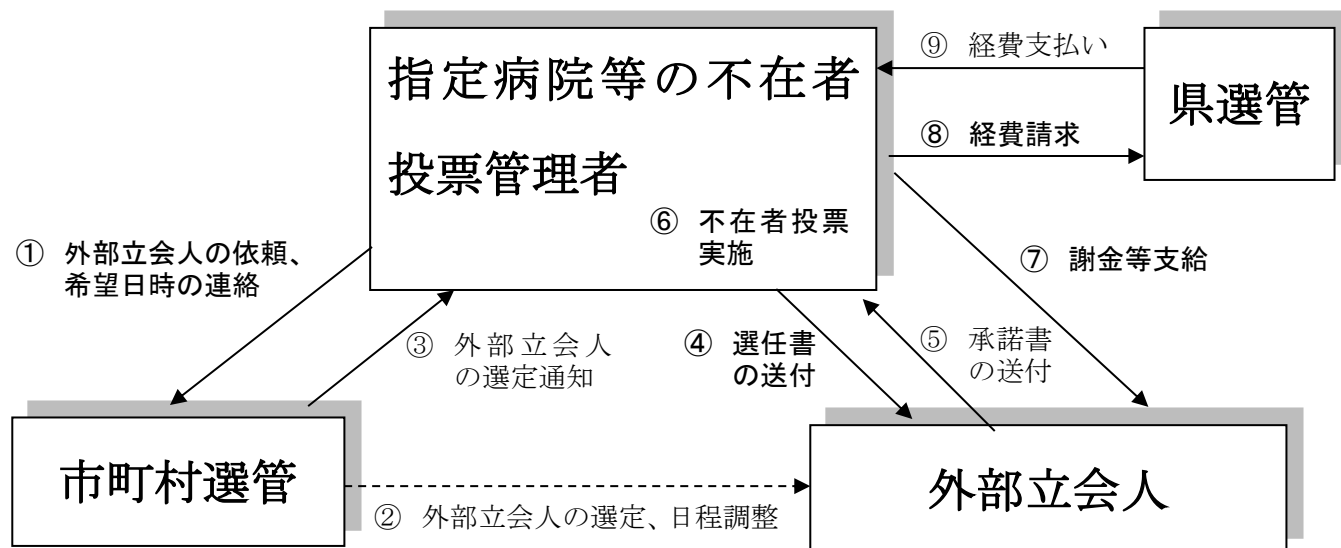 指定病院等の不在者
投票管理者
⑨ 経費支払い
県選管
⑧ 経費請求
⑥ 不在者投票
実施
① 外部立会人の依頼、
希望日時の連絡
⑦ 謝金等支給
③ 外部立会人
の選定通知
④ 選任書
の送付
⑤ 承諾書
の送付
市町村選管
外部立会人
② 外部立会人の選定、日程調整